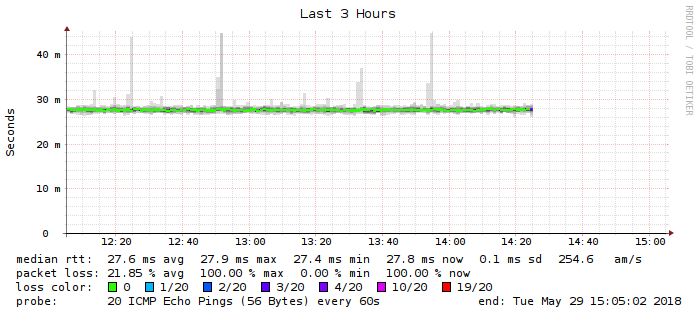 Last 3 Hours
RRDTOOL / TOBI OETIKER
Seconds
40 m
30 m
20 m
10 m
0
12:20 12:40 13:00 13:20 13:40 14:00 14:20 14:40 15:00
median rtt: 27.6 ms avg 27.9 ms max 27.4 ms min 27.8 ms now 0.1 ms sd 254.6 am/s
packet loss: 21.85 % avg 100.00 % max 0.00 % min 100.00 % now
loss color: 0 1/20 2/20 3/20 4/20 10/20 19/20
probe: 20 ICMP Echo Pings (56 Bytes) every 60s end: Tue May 29 15:05:02 2018